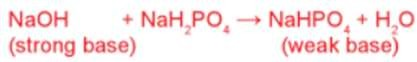 NaOH + NaH₂PO₄ → NaHPO₄ + H₂O
(strong base) (weak base)